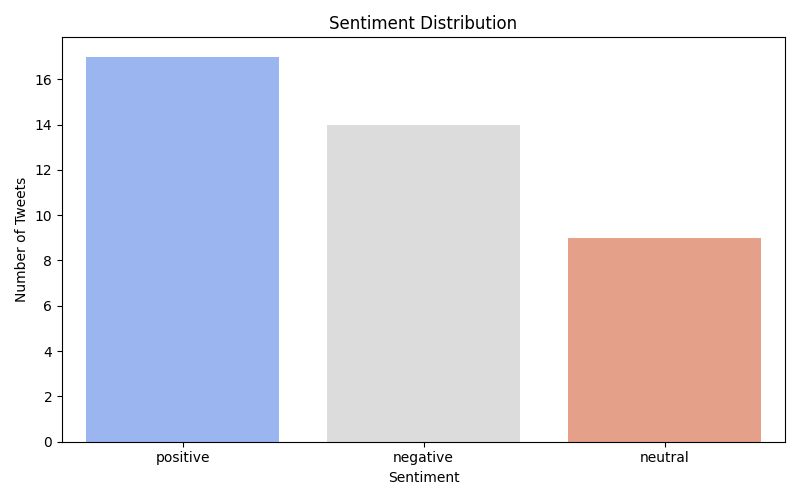 Sentiment Distribution
Number of Tweets
16
14
12
10
8
6
4
2
0
positive negative neutral
Sentiment